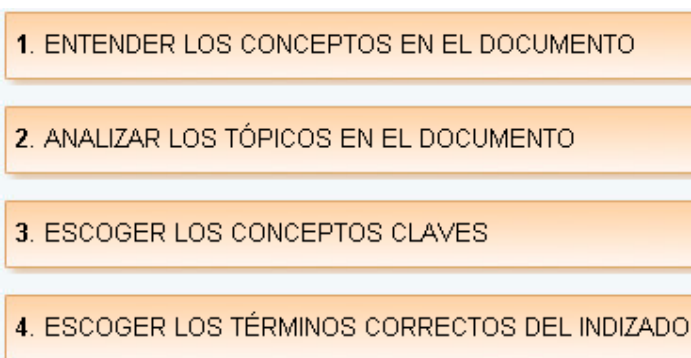 1. ENTENDER LOS CONCEPTOS EN EL DOCUMENTO
2. ANALIZAR LOS TÓPICOS EN EL DOCUMENTO
3. ESCOGER LOS CONCEPTOS CLAVES
4. ESCOGER LOS TÉRMINOS CORRECTOS DEL INDIZADO